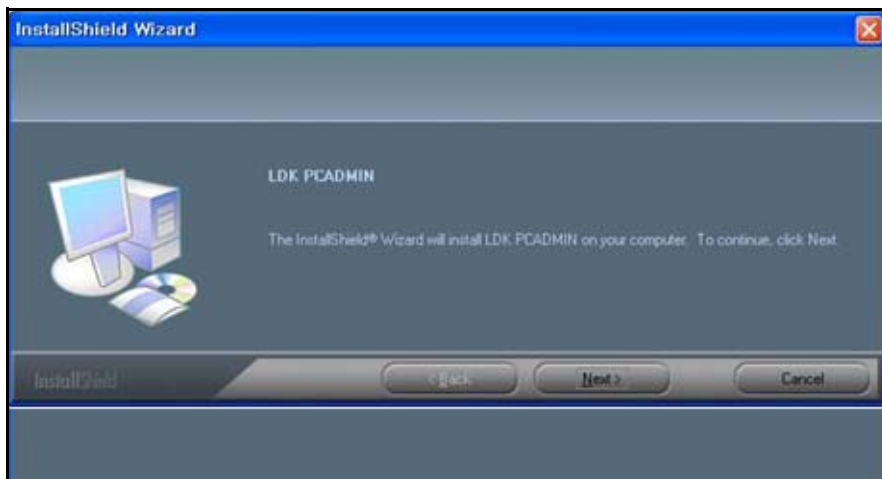 InstallShield Wizard
LDK PCADMIN
The InstallShield® Wizard will install LDK PCADMIN on your computer. To continue, click Next
InstallShield
< Back
Next >
Cancel